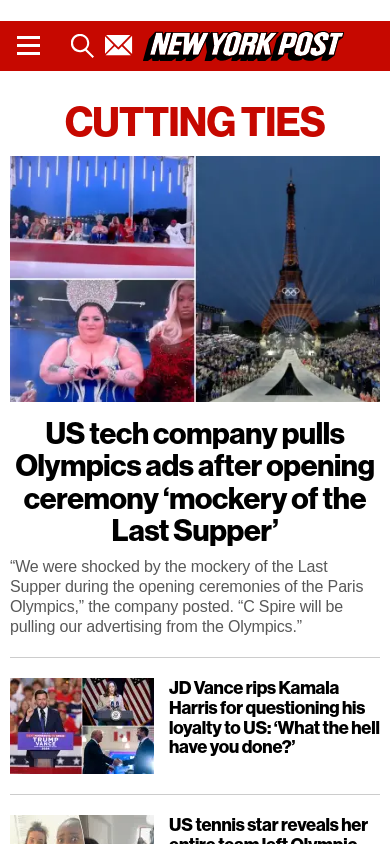 NEW YORK POST
CUTTING TIES
US tech company pulls
Olympics ads after opening
ceremony ‘mockery of the
Last Supper’
“We were shocked by the mockery of the Last
Supper during the opening ceremonies of the Paris
Olympics,” the company posted. “C Spire will be
pulling our advertising from the Olympics.”
JD Vance rips Kamala
Harris for questioning his
loyalty to US: ‘What the hell
have you done?’
TRUMP
VANCE
US tennis star reveals her
entire team left Olympic